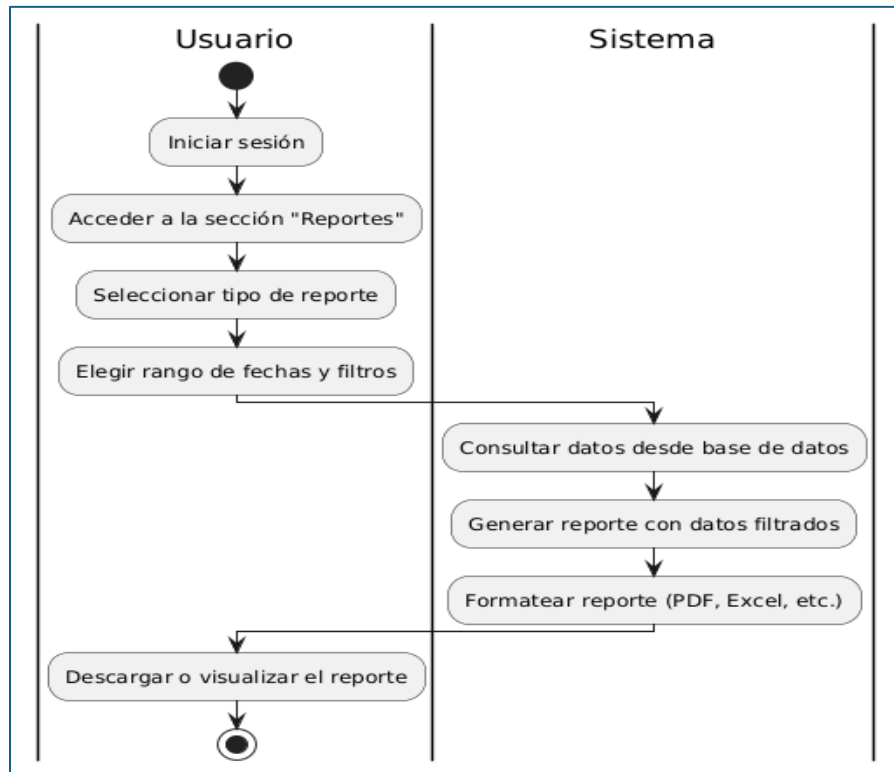 Usuario
Sistema
Iniciar sesión
Acceder a la sección "Reportes"
Seleccionar tipo de reporte
Elegir rango de fechas y filtros
Consultar datos desde base de datos
Generar reporte con datos filtrados
Formatear reporte (PDF, Excel, etc.)
Descargar o visualizar el reporte